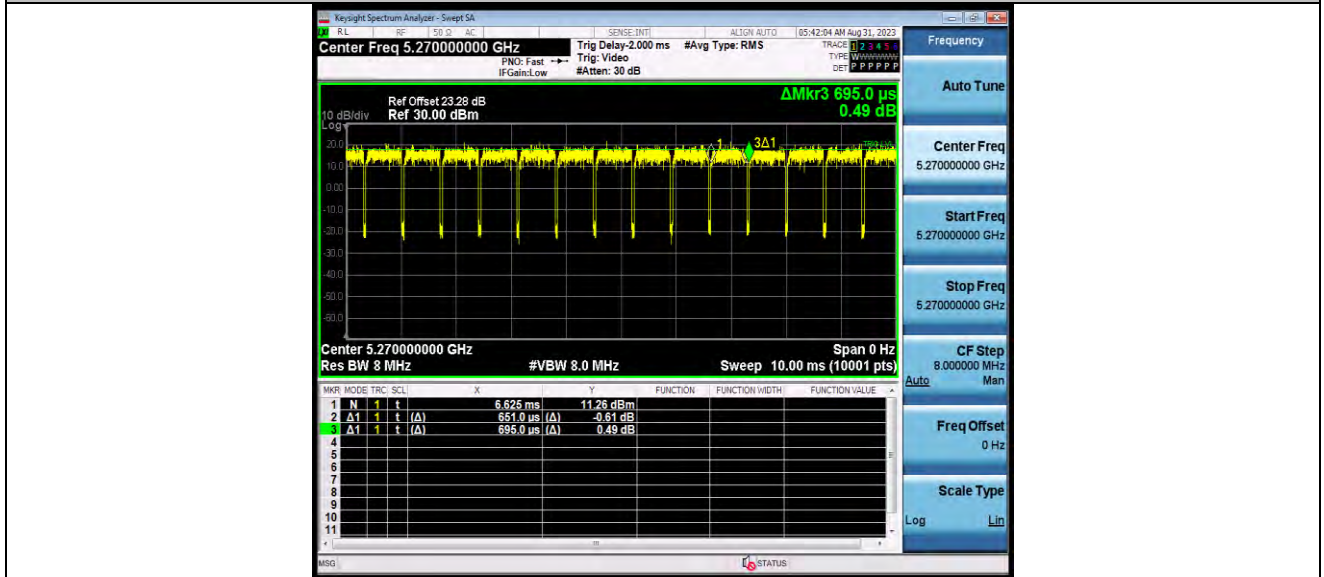 Keysight Spectrum Analyzer - Swept SA
RL RF 50 Ω AC SENSE:INT ALIGN AUTO 05:42:04 AM Aug 31, 2023
Center Freq 5.270000000 GHz
PNO: Fast
IFGain:Low
Trig Delay-2.000 ms #Avg Type: RMS
Trig: Video
#Atten: 30 dB
TRACE 1 2 3 4 5 6
TYPE WWWWWW
DET P P P P P P
Frequency
ΔMkr3 695.0 µs
0.49 dB
Ref Offset 23.28 dB
10 dB/div Ref 30.00 dBm
Log
20.0
10.0
0.00
-10.0
-20.0
-30.0
-40.0
-50.0
-60.0
1
3Δ1
Center 5.270000000 GHz Span 0 Hz
Res BW 8 MHz #VBW 8.0 MHz Sweep 10.00 ms (10001 pts)
MKR MODE TRC SCL X Y FUNCTION FUNCTION WIDTH FUNCTION VALUE
1 N 1 t 6.625 ms 11.26 dBm
2 Δ1 1 t (Δ) 651.0 µs (Δ) -0.61 dB
3 Δ1 1 t (Δ) 695.0 µs (Δ) 0.49 dB
4
5
6
7
8
9
10
11
MSG STATUS
Auto Tune
Center Freq
5.270000000 GHz
Start Freq
5.270000000 GHz
Stop Freq
5.270000000 GHz
CF Step
8.000000 MHz
Auto Man
Freq Offset
0 Hz
Scale Type
Log Lin